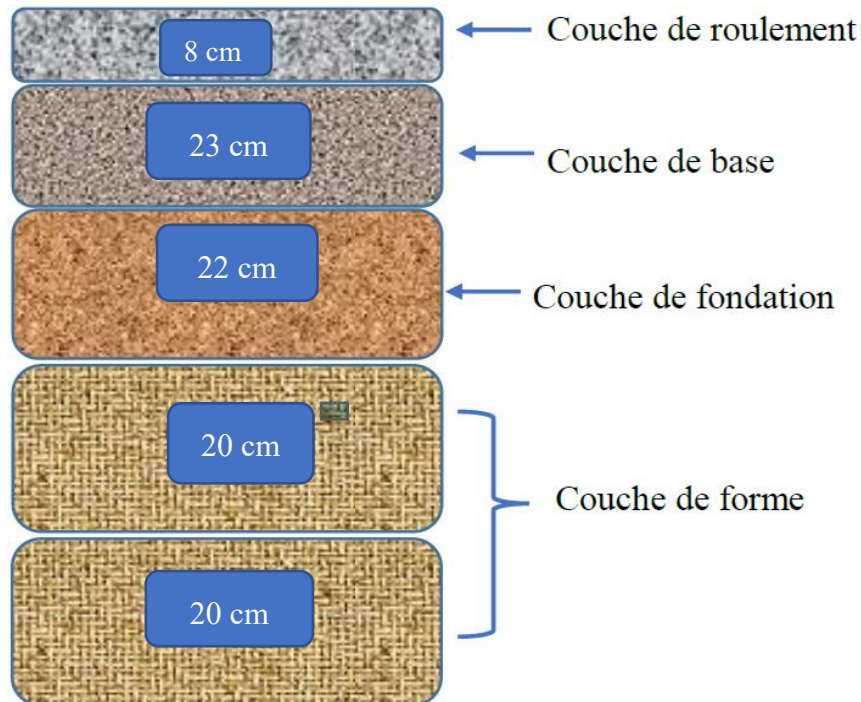 8 cm
Couche de roulement
23 cm
Couche de base
22 cm
Couche de fondation
20 cm
Couche de forme
20 cm